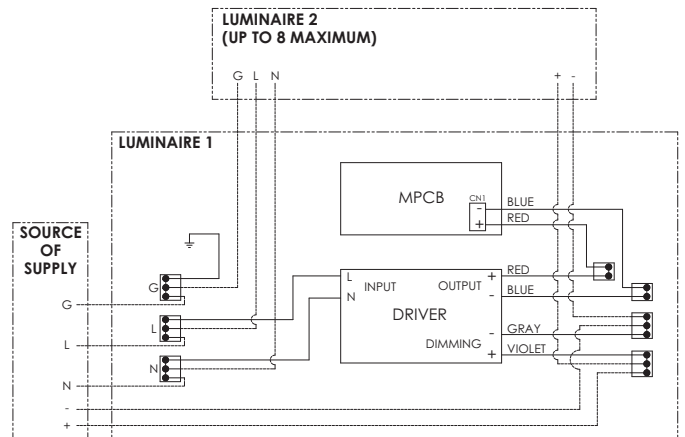 LUMINAIRE 2
(UP TO 8 MAXIMUM)
G L N + -
LUMINAIRE 1
MPCB
CN1
-
+
BLUE
RED
SOURCE
OF
SUPPLY
G
L
N
-
+
G
L
N
L
N
INPUT
OUTPUT
+
-
RED
BLUE
DRIVER
DIMMING
-
+
GRAY
VIOLET